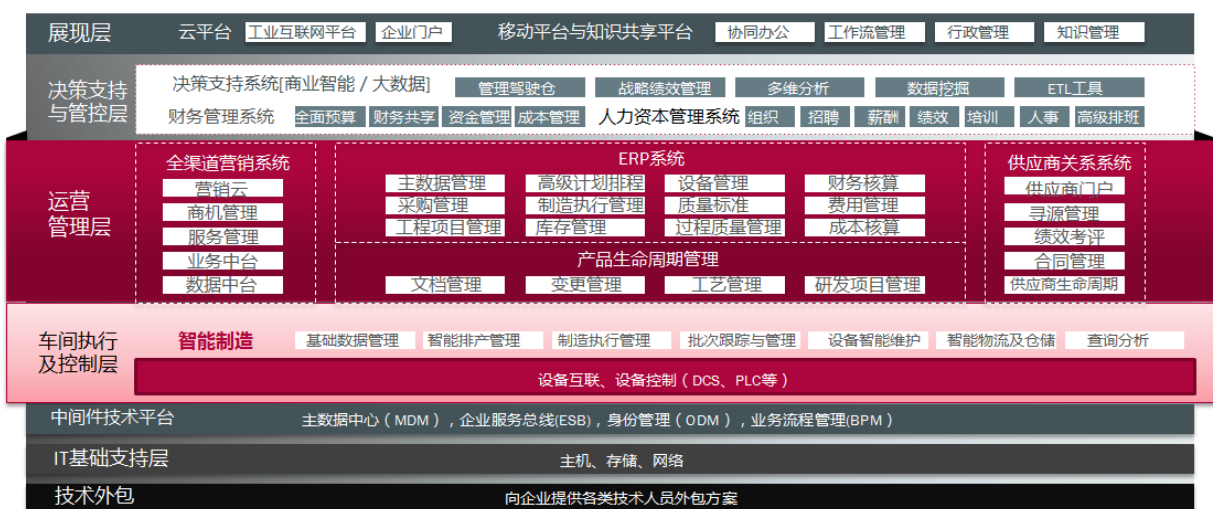 展现层 云平台 工业互联网平台 企业门户 移动平台与知识共享平台 协同办公 工作流管理 行政管理 知识管理
决策支持与管控层
决策支持系统[商业智能 / 大数据] 管理驾驶仓 战略绩效管理 多维分析 数据挖掘 ETL工具
财务管理系统 全面预算 财务共享 资金管理 成本管理 人力资本管理系统 组织 招聘 薪酬 绩效 培训 人事 高级排班
运营
管理层
全渠道营销系统
营销云
商机管理
服务管理
业务中台
数据中台
ERP系统
主数据管理 高级计划排程 设备管理 财务核算
采购管理 制造执行管理 质量标准 费用管理
工程项目管理 库存管理 过程质量管理 成本核算
产品生命周期管理
文档管理 变更管理 工艺管理 研发项目管理
供应商关系系统
供应商门户
寻源管理
绩效考评
合同管理
供应商生命周期
车间执行
及控制层
智能制造 基础数据管理 智能排产管理 制造执行管理 批次跟踪与管理 设备智能维护 智能物流及仓储 查询分析
设备互联、设备控制（DCS、PLC等）
中间件技术平台 主数据中心（MDM）, 企业服务总线(ESB) , 身份管理（ODM）, 业务流程管理(BPM)
IT基础支持层 主机、存储、网络
技术外包 向企业提供各类技术人员外包方案